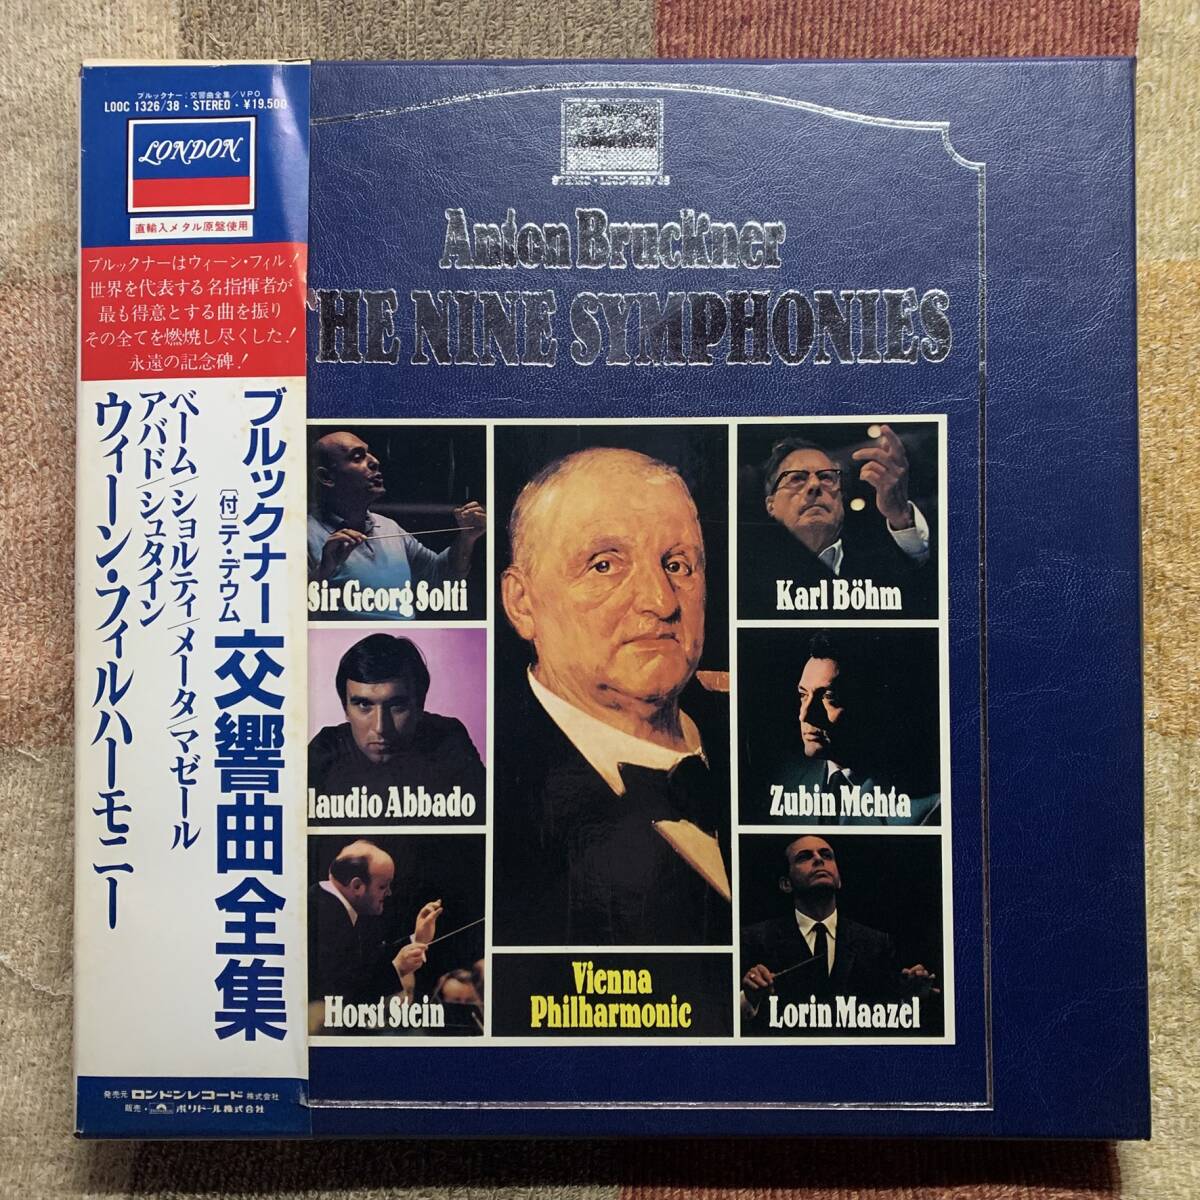 ブルックナー:交響曲全集/VPO
LOOC 1326/38・STEREO・¥19,500
LONDON
直輸入メタル原盤使用
ブルックナーはウィーン・フィル!
世界を代表する名指揮者が
最も得意とする曲を振り
その全てを燃焼し尽くした!
永遠の記念碑!
ブルックナー交響曲全集
〔付〕テ・デウム
ベーム/ショルティ/メータ/マゼール
アバド/シュタイン
ウィーン・フィルハーモニー
発売元 ロンドンレコード 株式会社
販売・ポリドール株式会社
STEREO・LOOC1326/38
Anton Bruckner
THE NINE SYMPHONIES
Sir Georg Solti
Karl Böhm
laudio Abbado
Zubin Mehta
Horst Stein
Vienna
Philharmonic
Lorin Maazel